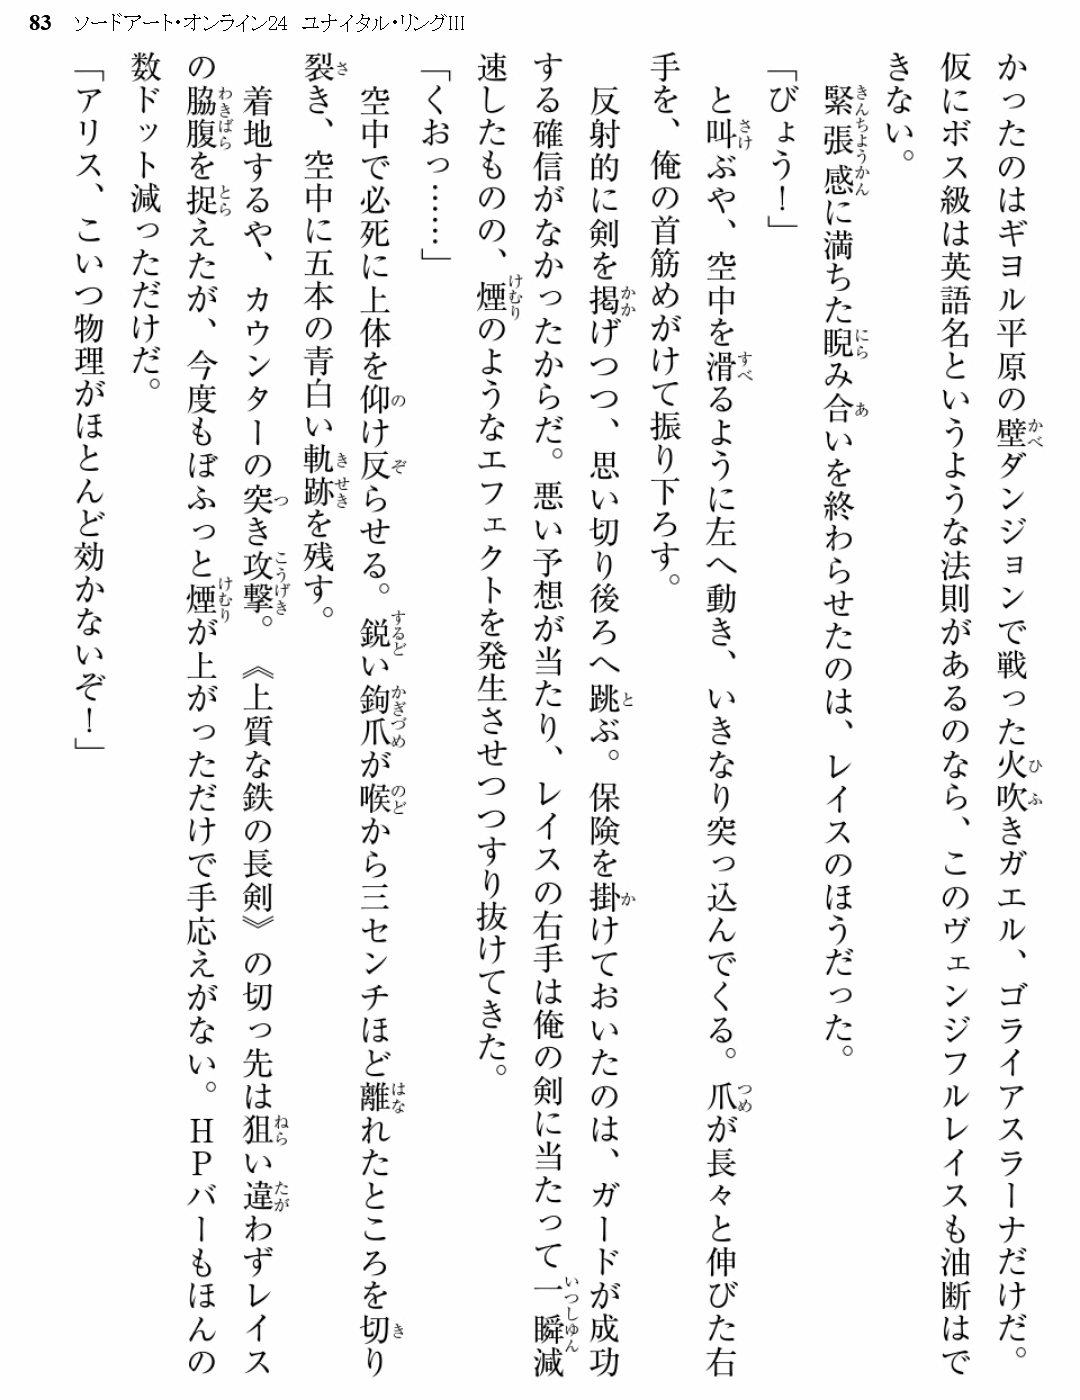 83 ソードアート・オンライン24 ユナイタル・リングIII
かったのはギヨル平原の壁ダンジョンで戦った火吹きガエル、ゴライアスラーナだけだ。
仮にボス級は英語名というような法則があるのなら、このヴェンジフルレイスも油断はで
きない。
緊張感に満ちた睨み合いを終わらせたのは、レイスのほうだった。
「びょう！」
と叫ぶや、空中を滑るように左へ動き、いきなり突っ込んでくる。爪が長々と伸びた右
手を、俺の首筋めがけて振り下ろす。
反射的に剣を掲げつつ、思い切り後ろへ跳ぶ。保険を掛けておいたのは、ガードが成功
する確信がなかったからだ。悪い予想が当たり、レイスの右手は俺の剣に当たって一瞬減
速したものの、煙のようなエフェクトを発生させつつすり抜けてきた。
「くおっ……」
空中で必死に上体を仰け反らせる。鋭い鉤爪が喉から三センチほど離れたところを切り
裂き、空中に五本の青白い軌跡を残す。
着地するや、カウンターの突き攻撃。《上質な鉄の長剣》の切っ先は狙い違わずレイス
の脇腹を捉えたが、今度もぼふっと煙が上がっただけで手応えがない。ＨＰバーもほんの
数ドット減っただけだ。
「アリス、こいつ物理がほとんど効かないぞ！」